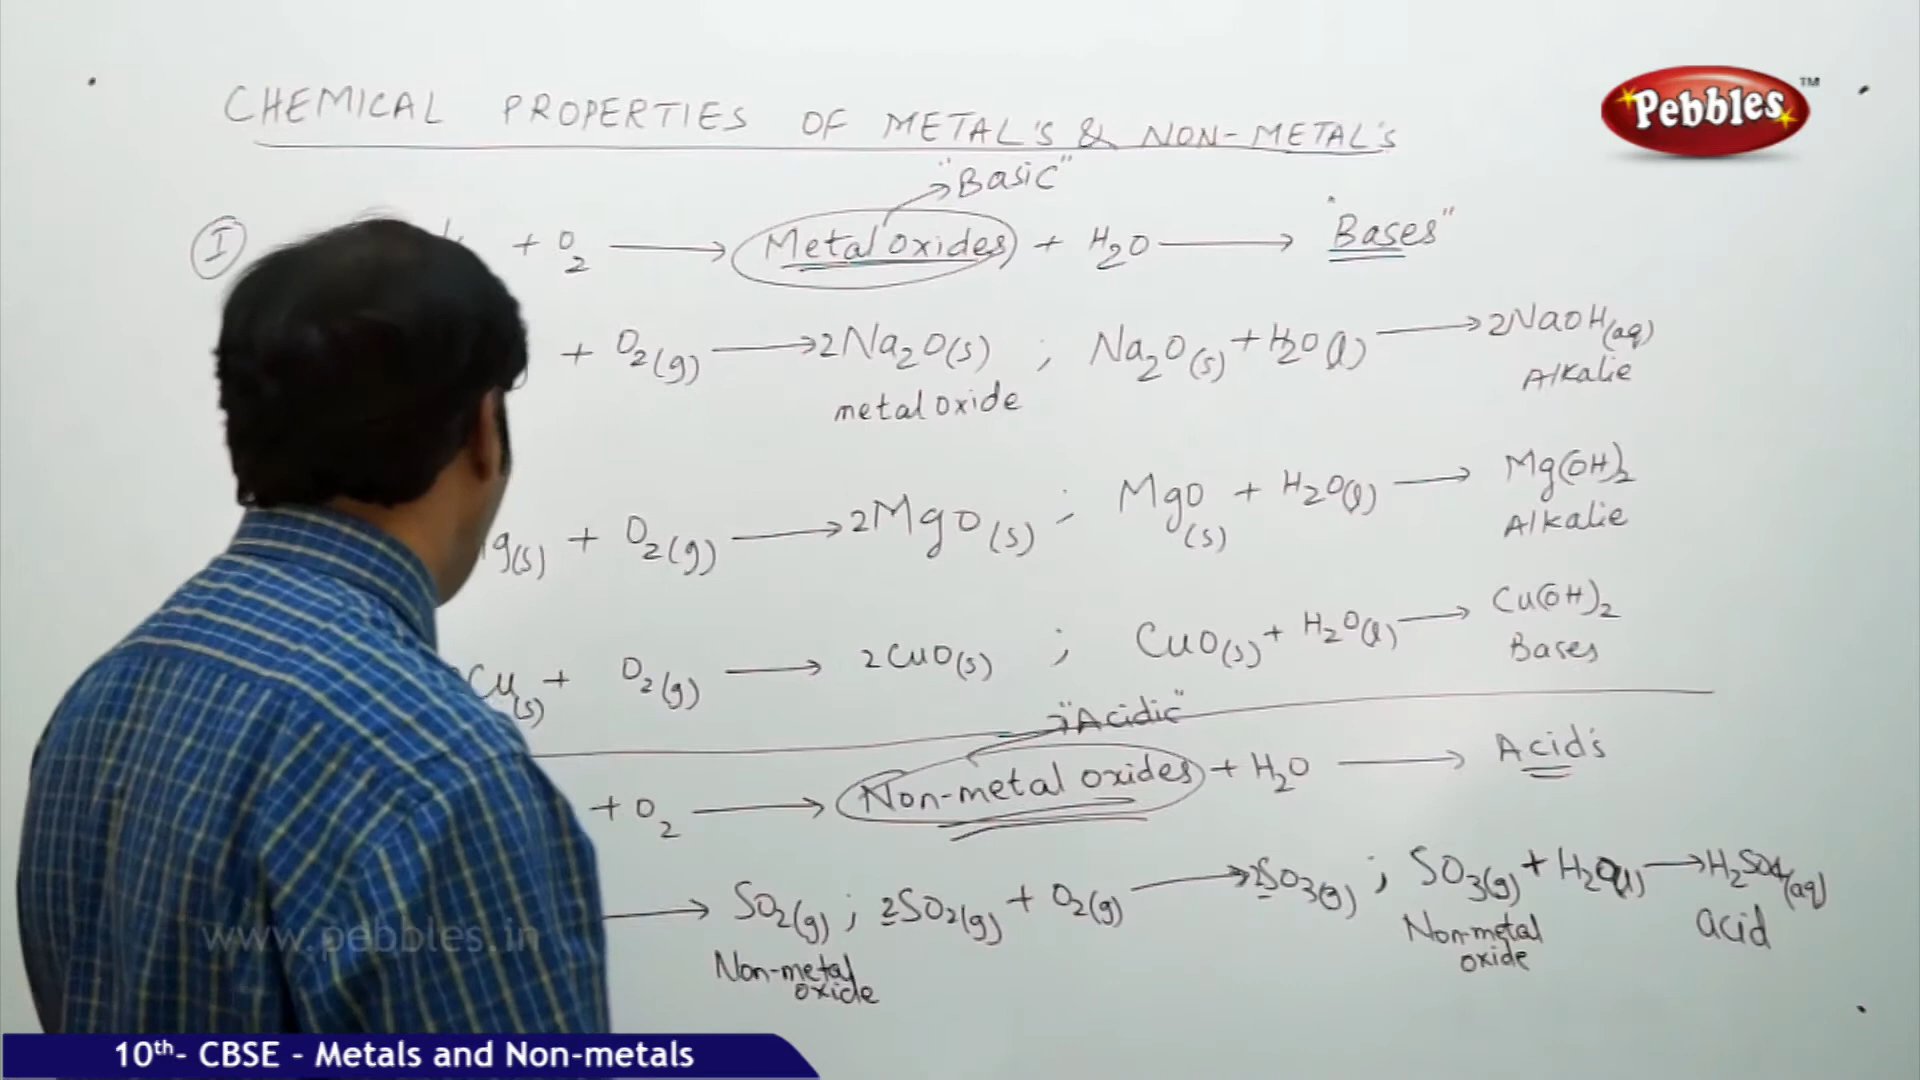 Pebbles™
CHEMICAL PROPERTIES OF METAL'S & NON-METAL'S
"Basic"
I + O2 → Metal oxides + H2O → "Bases"
+ O2(g) → 2Na2O(s) ; Na2O(s) + H2O(l) → 2NaOH(aq)
metal oxide Alkalie
g(s) + O2(g) → 2MgO(s) ; MgO(s) + H2O(l) → Mg(OH)2
Alkalie
Cu(s) + O2(g) → 2CuO(s) ; CuO(s) + H2O(l) → Cu(OH)2
Bases
"Acidic"
+ O2 → Non-metal oxides + H2O → Acid's
→ SO2(g) ; 2SO2(g) + O2(g) → 2SO3(g) ; SO3(g) + H2O(l) → H2SO4(aq)
Non-metal oxide Non-metal oxide acid
www.pebbles.in
10th- CBSE - Metals and Non-metals